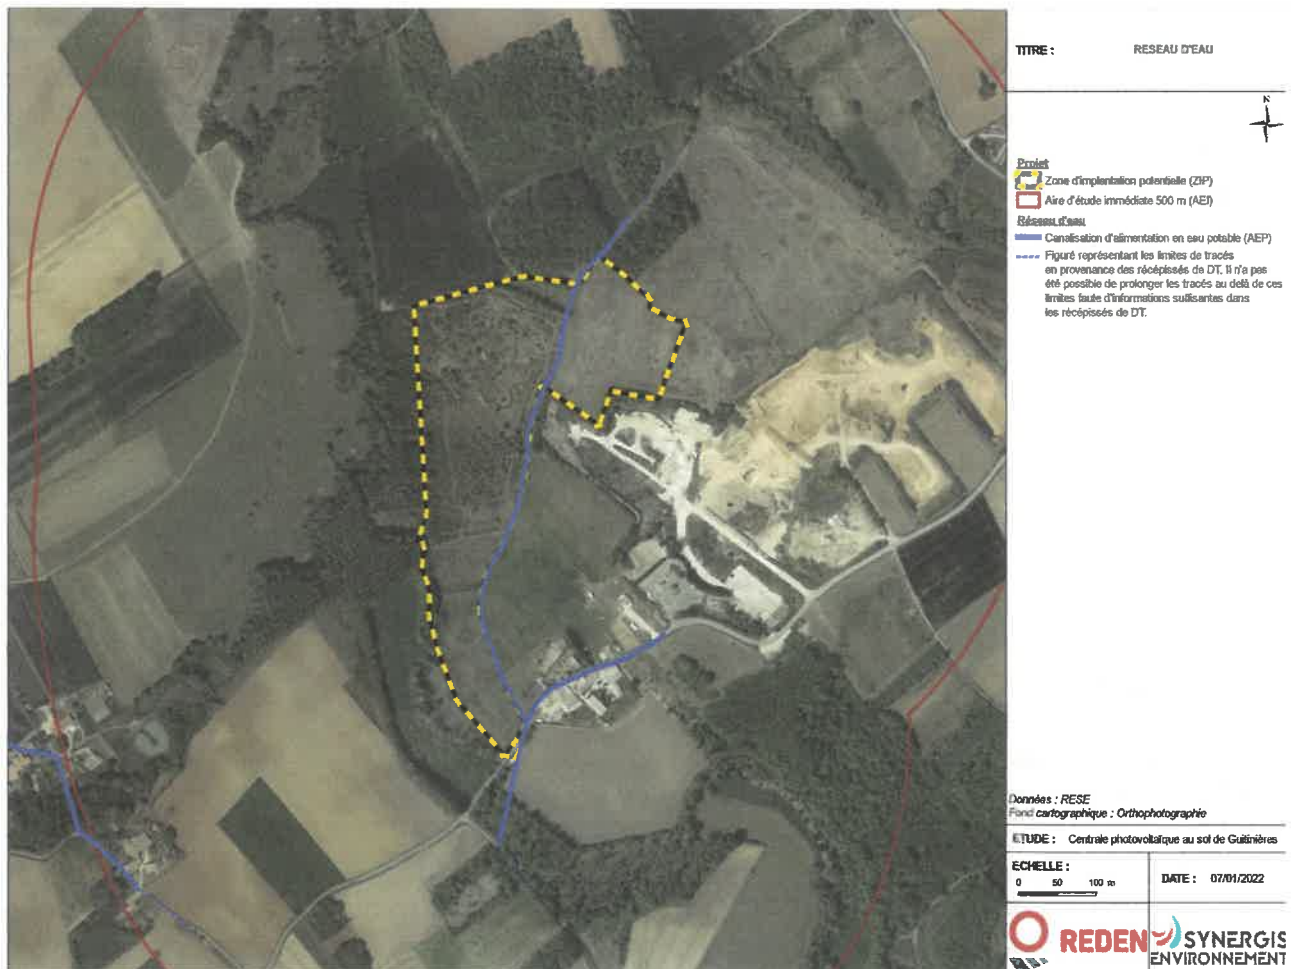 TITRE : RESEAU D'EAU
N
Projet
Zone d'implantation potentielle (ZIP)
Aire d'étude immédiate 500 m (AEI)
Réseau d'eau
Canalisation d'alimentation en eau potable (AEP)
Figuré représentant les limites de tracés
en provenance des récépissés de DT. Il n'a pas
été possible de prolonger les tracés au delà de ces
limites faute d'informations suffisantes dans
les récépissés de DT.
Données : RESE
Fond cartographique : Orthophotographie
ETUDE : Centrale photovoltaïque au sol de Guitinières
ECHELLE :
0 50 100 m
DATE : 07/01/2022
REDEN
SYNERGIS
ENVIRONNEMENT